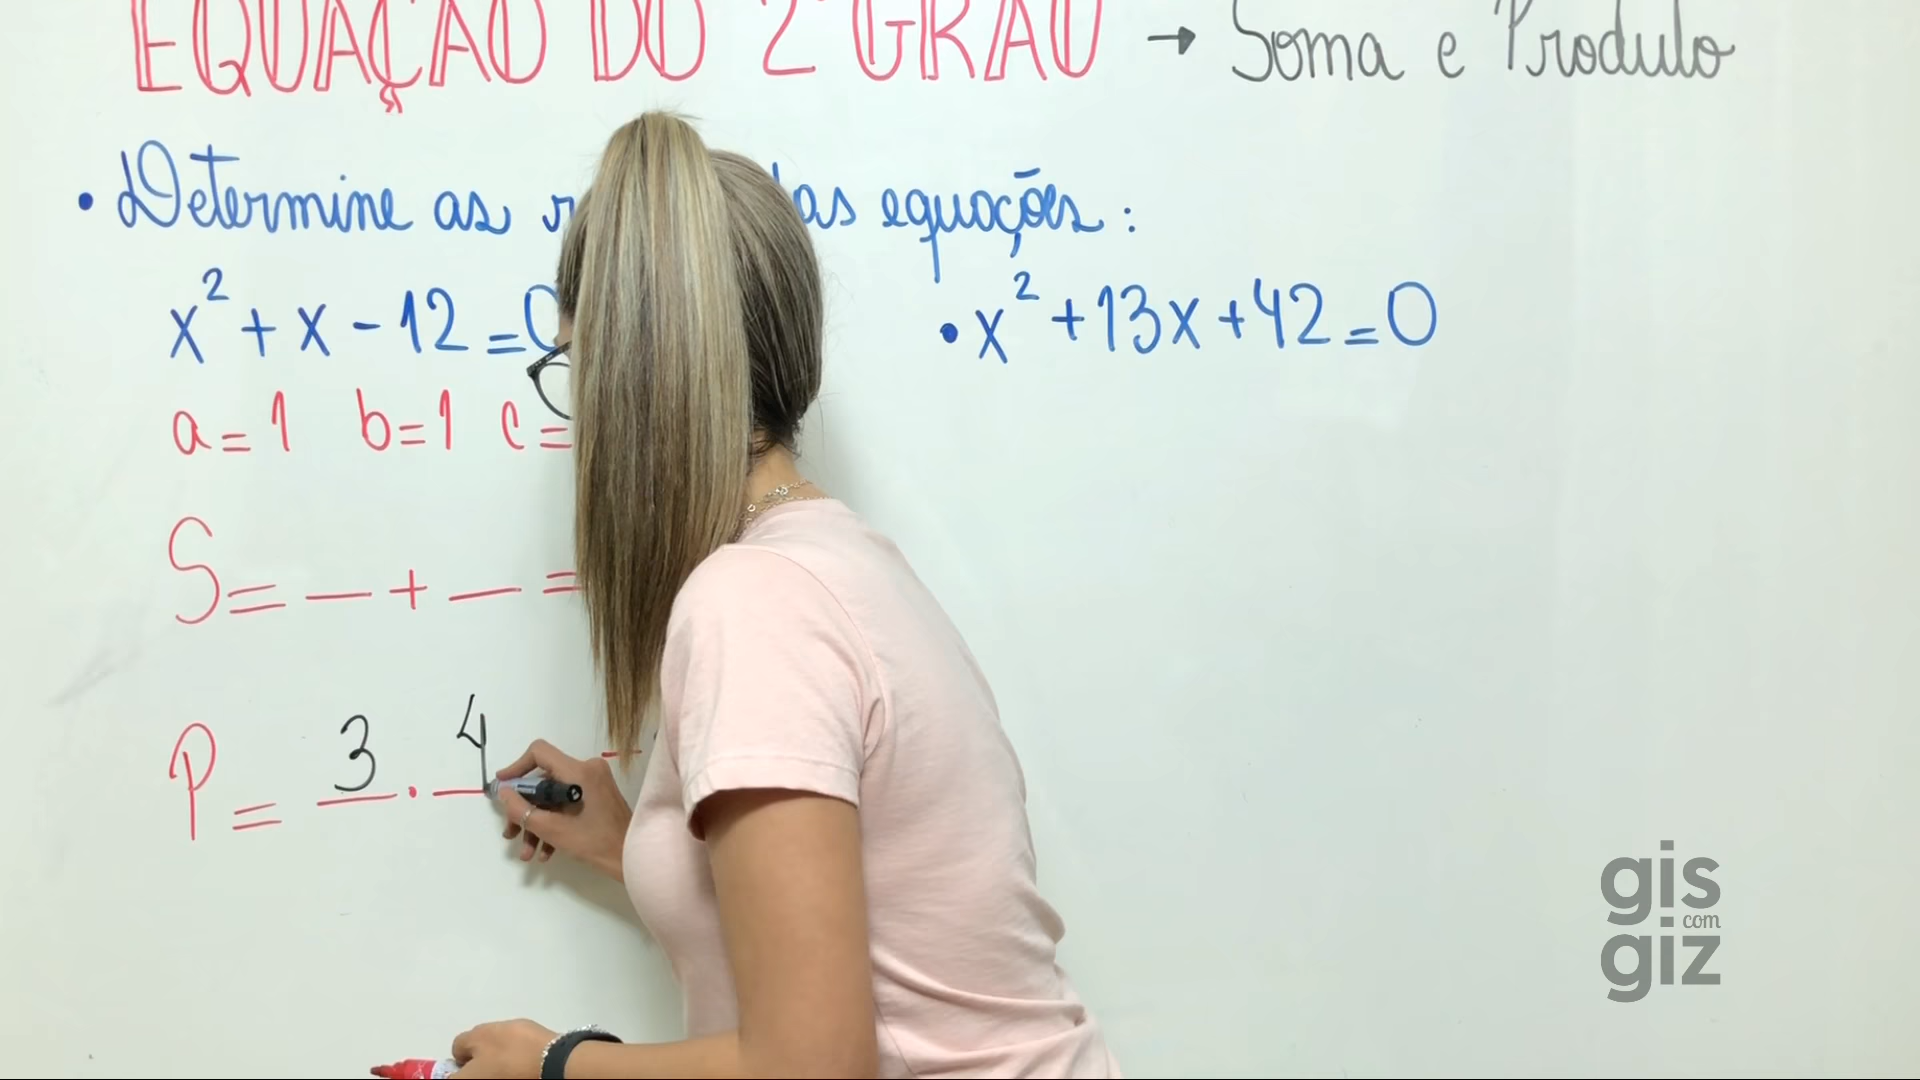 EQUAÇÃO DO 2º GRAU → Soma e Produto
• Determine as das equações :
x² + x - 12 = 0
a = 1 b = 1 c =
S = _ + _ =
P = 3 . 4
• x² + 13x + 42 = 0
gis
com
giz